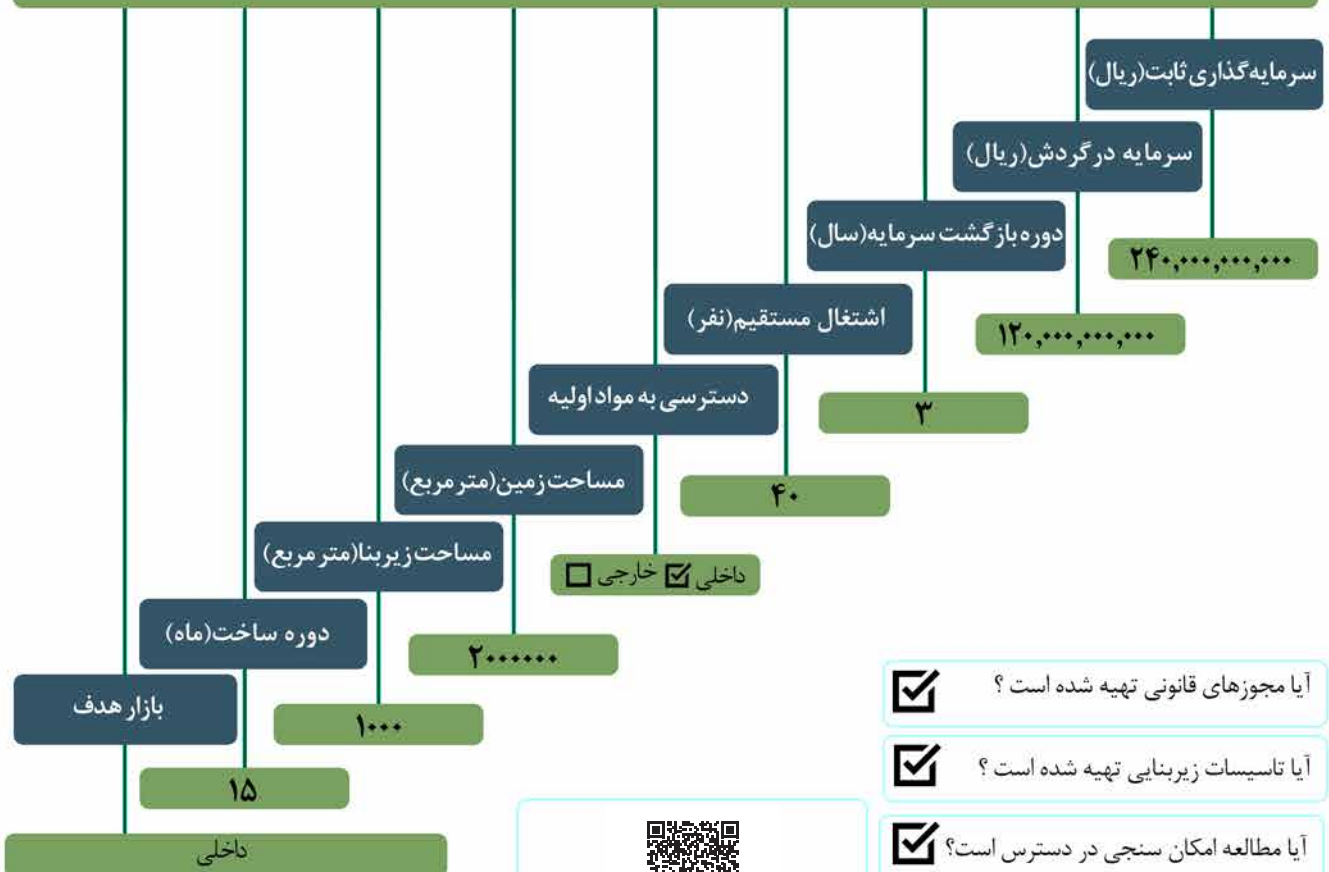 سرمایه‌گذاری ثابت(ریال)
۲۴۰,۰۰۰,۰۰۰,۰۰۰
سرمایه در گردش(ریال)
۱۲۰,۰۰۰,۰۰۰,۰۰۰
دوره بازگشت سرمایه(سال)
۳
اشتغال مستقیم(نفر)
۴۰
دسترسی به مواد اولیه
داخلی ☑ خارجی ☐
مساحت زمین(متر مربع)
۲۰۰۰۰۰۰
مساحت زیربنا(متر مربع)
۱۰۰۰
دوره ساخت(ماه)
۱۵
بازار هدف
داخلی
آیا مجوزهای قانونی تهیه شده است ؟ ☑
آیا تاسیسات زیربنایی تهیه شده است ؟ ☑
آیا مطالعه امکان سنجی در دسترس است؟ ☑